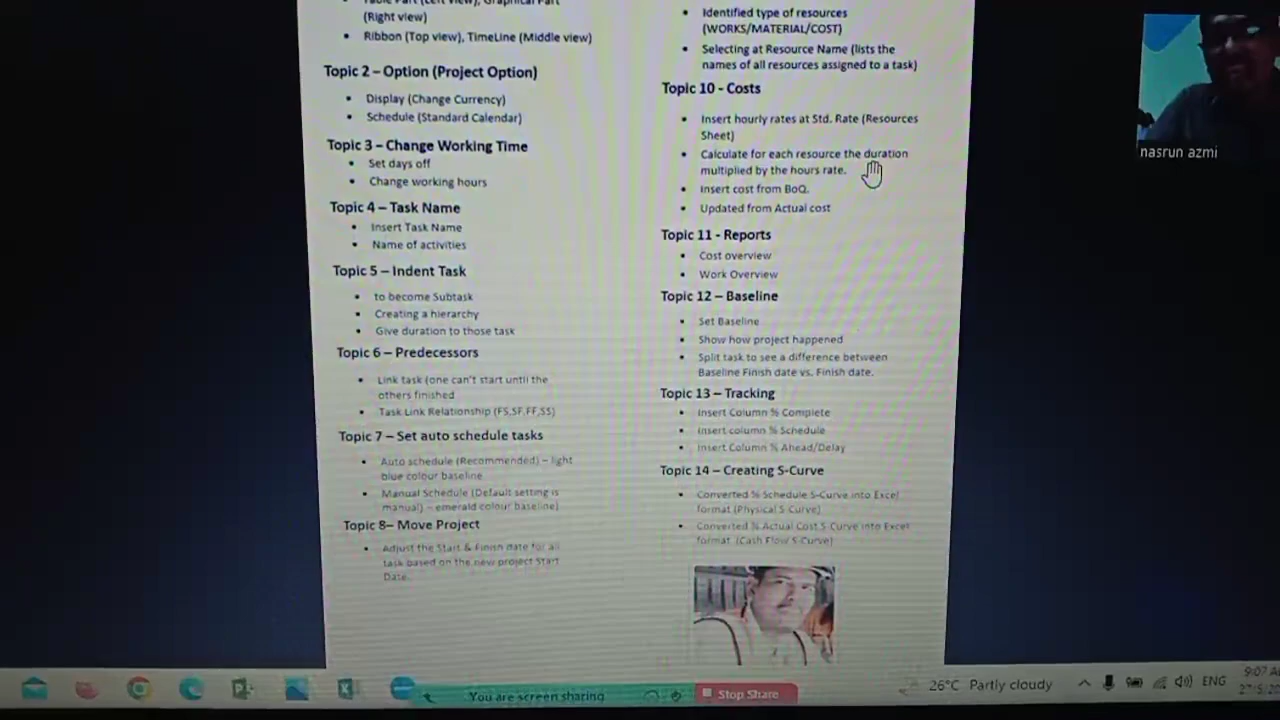 (Right view)
Ribbon (Top view), TimeLine (Middle view)
Topic 2 – Option (Project Option)
Display (Change Currency)
Schedule (Standard Calendar)
Topic 3 – Change Working Time
Set days off
Change working hours
Topic 4 – Task Name
Insert Task Name
Name of activities
Topic 5 – Indent Task
to become Subtask
Creating a hierarchy
Give duration to those task
Topic 6 – Predecessors
Link task (one can't start until the
others finished
Task Link Relationship (FS,SF,FF,SS)
Topic 7 – Set auto schedule tasks
Auto schedule (Recommended) – light
blue colour baseline
Manual Schedule (Default setting is
manual) – emerald colour baseline)
Topic 8– Move Project
Adjust the Start & Finish date for all
task based on the new project Start
Date.
Identified type of resources
(WORKS/MATERIAL/COST)
Selecting at Resource Name (lists the
names of all resources assigned to a task)
Topic 10 - Costs
Insert hourly rates at Std. Rate (Resources
Sheet)
Calculate for each resource the duration
multiplied by the hours rate.
Insert cost from BoQ.
Updated from Actual cost
Topic 11 - Reports
Cost overview
Work Overview
Topic 12 – Baseline
Set Baseline
Show how project happened
Split task to see a difference between
Baseline Finish date vs. Finish date.
Topic 13 – Tracking
Insert Column % Complete
Insert column % Schedule
Insert Column % Ahead/Delay
Topic 14 – Creating S-Curve
Converted % Schedule S-Curve into Excel
format (Physical S-Curve)
Converted % Actual Cost S-Curve into Excel
format (Cash Flow S-Curve)
nasrun azmi
You are screen sharing
Stop Share
26°C Partly cloudy
ENG
9:07